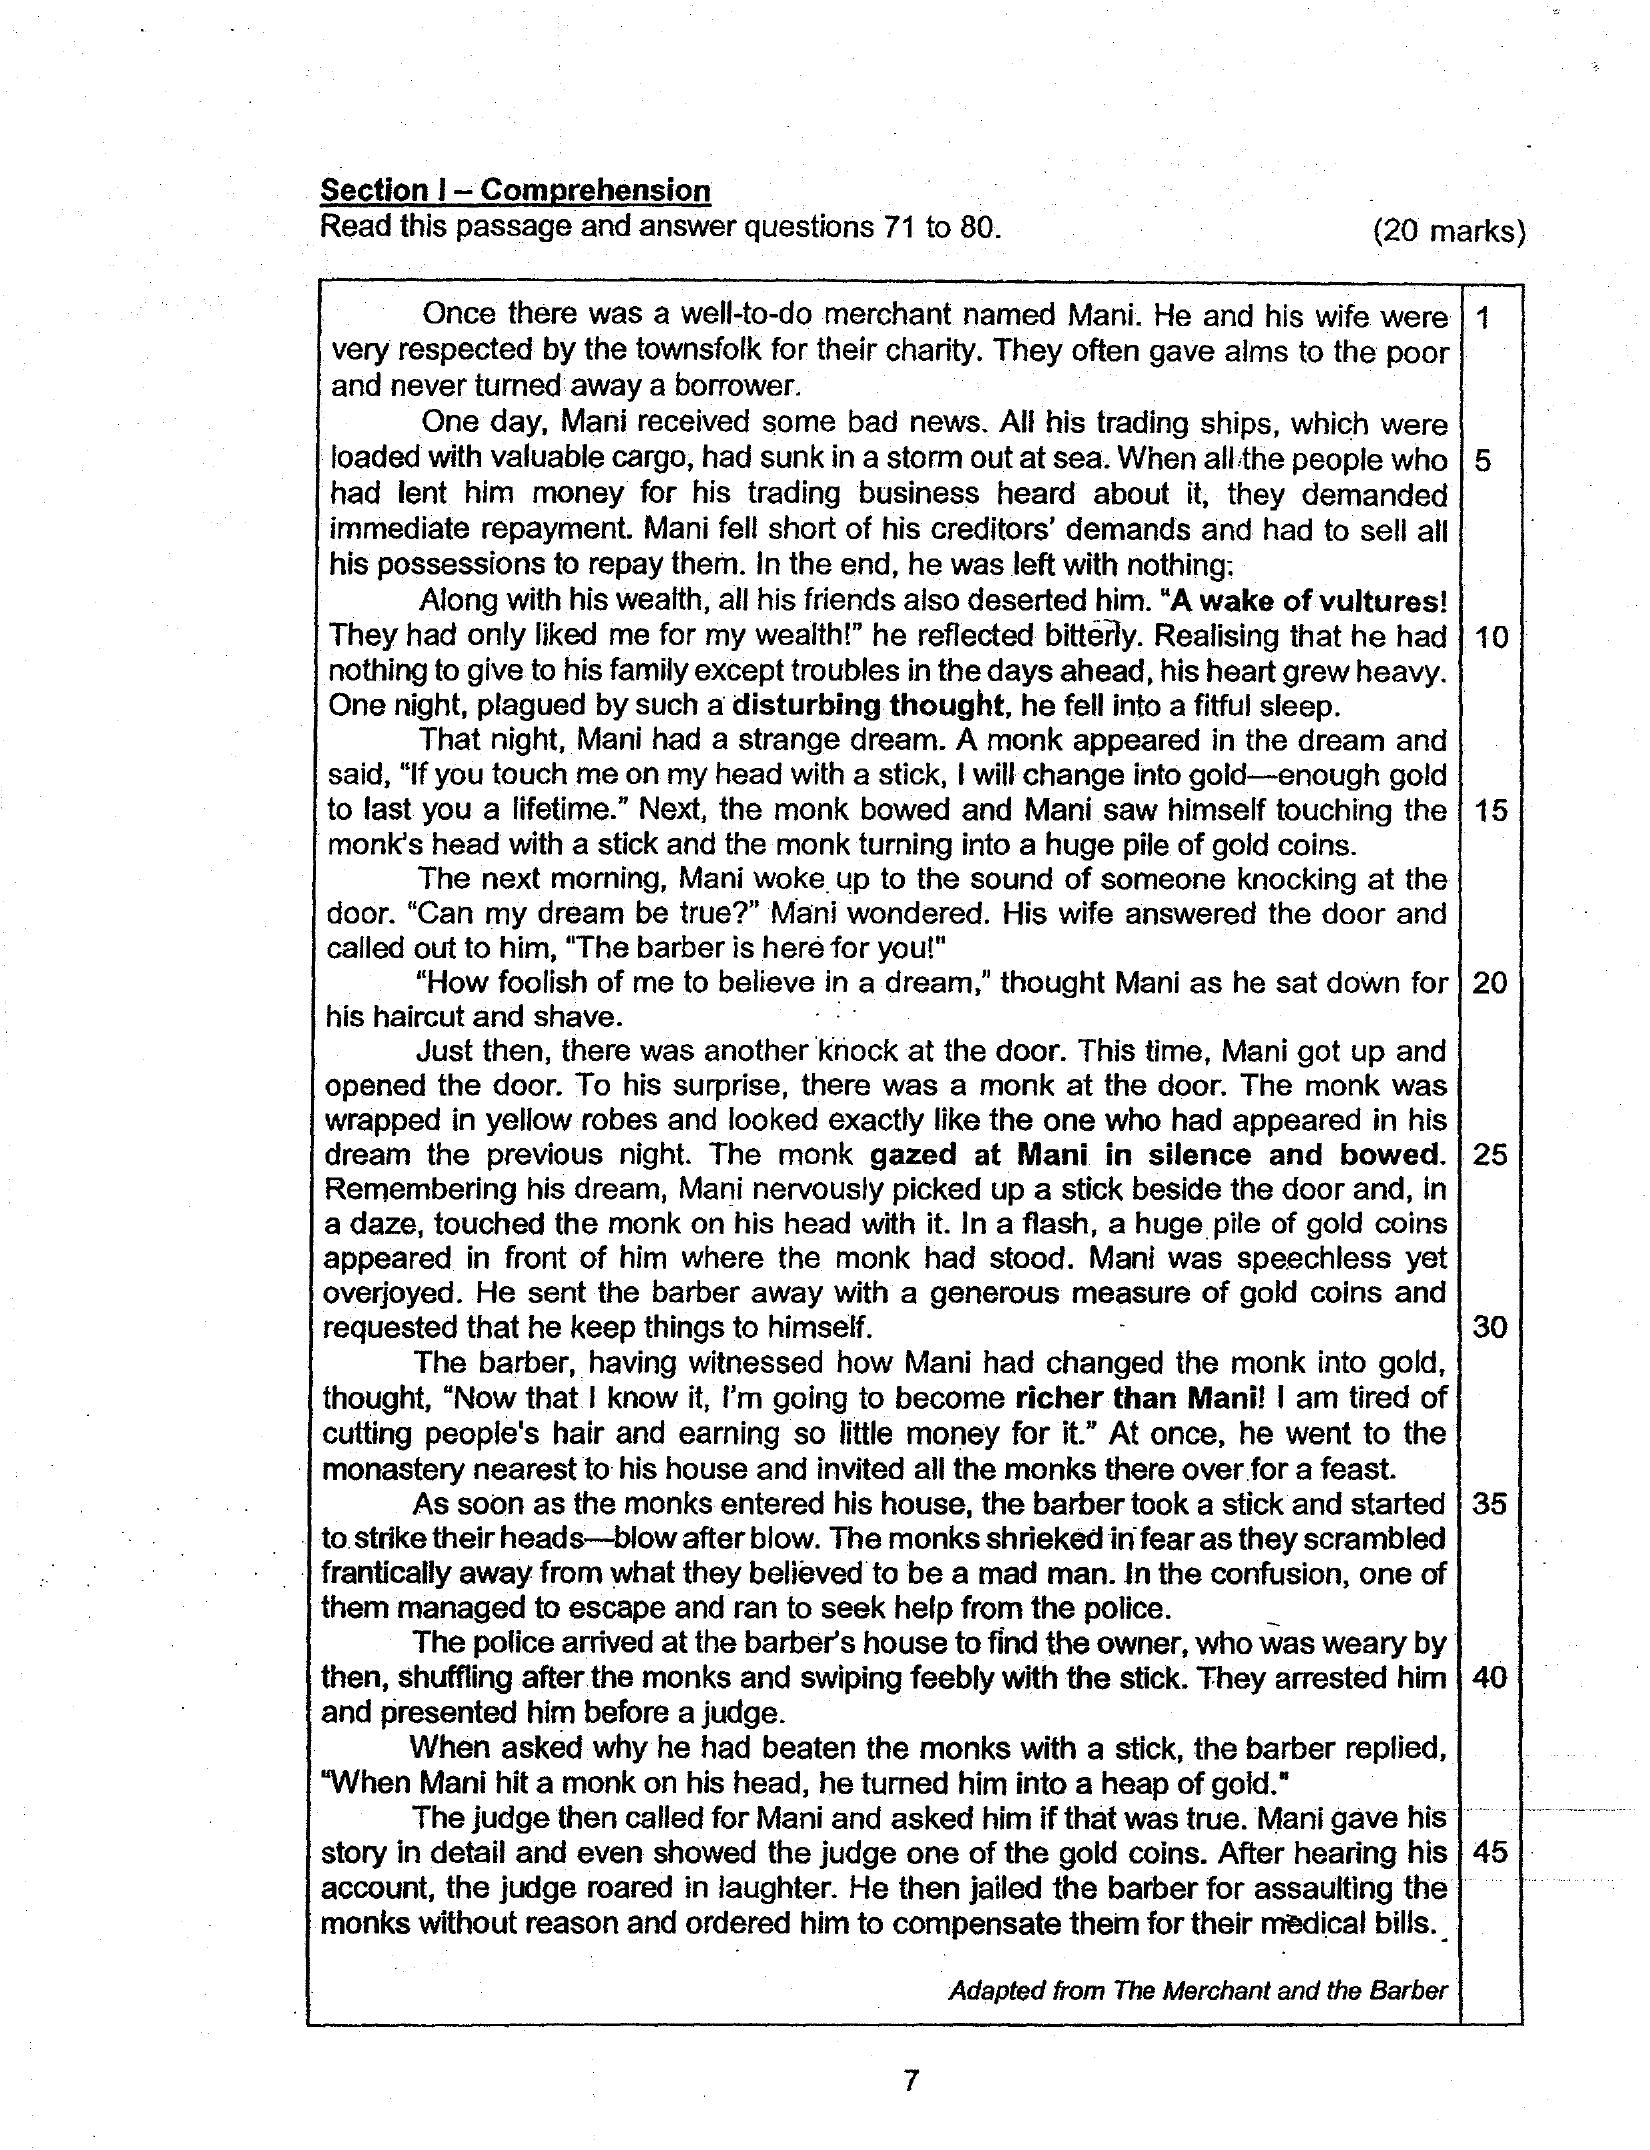 Section I – Comprehension
Read this passage and answer questions 71 to 80. (20 marks)
Once there was a well-to-do merchant named Mani. He and his wife were 1
very respected by the townsfolk for their charity. They often gave alms to the poor
and never turned away a borrower.
One day, Mani received some bad news. All his trading ships, which were
loaded with valuable cargo, had sunk in a storm out at sea. When all the people who 5
had lent him money for his trading business heard about it, they demanded
immediate repayment. Mani fell short of his creditors' demands and had to sell all
his possessions to repay them. In the end, he was left with nothing.
Along with his wealth, all his friends also deserted him. "A wake of vultures!
They had only liked me for my wealth!" he reflected bitterly. Realising that he had 10
nothing to give to his family except troubles in the days ahead, his heart grew heavy.
One night, plagued by such a disturbing thought, he fell into a fitful sleep.
That night, Mani had a strange dream. A monk appeared in the dream and
said, "If you touch me on my head with a stick, I will change into gold—enough gold
to last you a lifetime." Next, the monk bowed and Mani saw himself touching the 15
monk's head with a stick and the monk turning into a huge pile of gold coins.
The next morning, Mani woke up to the sound of someone knocking at the
door. "Can my dream be true?" Mani wondered. His wife answered the door and
called out to him, "The barber is here for you!"
"How foolish of me to believe in a dream," thought Mani as he sat down for 20
his haircut and shave.
Just then, there was another knock at the door. This time, Mani got up and
opened the door. To his surprise, there was a monk at the door. The monk was
wrapped in yellow robes and looked exactly like the one who had appeared in his
dream the previous night. The monk gazed at Mani in silence and bowed. 25
Remembering his dream, Mani nervously picked up a stick beside the door and, in
a daze, touched the monk on his head with it. In a flash, a huge pile of gold coins
appeared in front of him where the monk had stood. Mani was speechless yet
overjoyed. He sent the barber away with a generous measure of gold coins and
requested that he keep things to himself. 30
The barber, having witnessed how Mani had changed the monk into gold,
thought, "Now that I know it, I'm going to become richer than Mani! I am tired of
cutting people's hair and earning so little money for it." At once, he went to the
monastery nearest to his house and invited all the monks there over for a feast.
As soon as the monks entered his house, the barber took a stick and started 35
to strike their heads—blow after blow. The monks shrieked in fear as they scrambled
frantically away from what they believed to be a mad man. In the confusion, one of
them managed to escape and ran to seek help from the police.
The police arrived at the barber's house to find the owner, who was weary by
then, shuffling after the monks and swiping feebly with the stick. They arrested him 40
and presented him before a judge.
When asked why he had beaten the monks with a stick, the barber replied,
"When Mani hit a monk on his head, he turned him into a heap of gold."
The judge then called for Mani and asked him if that was true. Mani gave his
story in detail and even showed the judge one of the gold coins. After hearing his 45
account, the judge roared in laughter. He then jailed the barber for assaulting the
monks without reason and ordered him to compensate them for their medical bills.
Adapted from The Merchant and the Barber
7